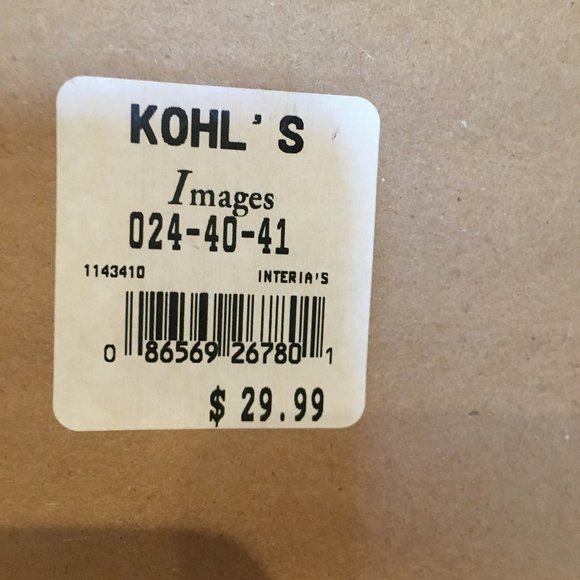 KOHL'S
Images
024-40-41
1143410 INTERIA'S
0 86569 26780 1
$ 29.99